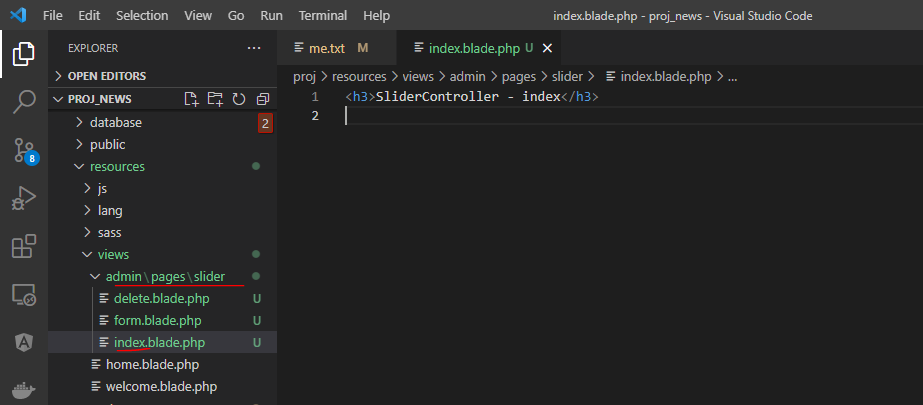 File Edit Selection View Go Run Terminal Help index.blade.php - proj_news - Visual Studio Code
EXPLORER ... me.txt M index.blade.php U
OPEN EDITORS
proj > resources > views > admin > pages > slider > index.blade.php > ...
PROJ_NEWS
1 <h3>SliderController - index</h3>
2
database
2
public
resources
js
lang
sass
views
admin\pages\slider
delete.blade.php U
form.blade.php U
index.blade.php U
home.blade.php
welcome.blade.php
8